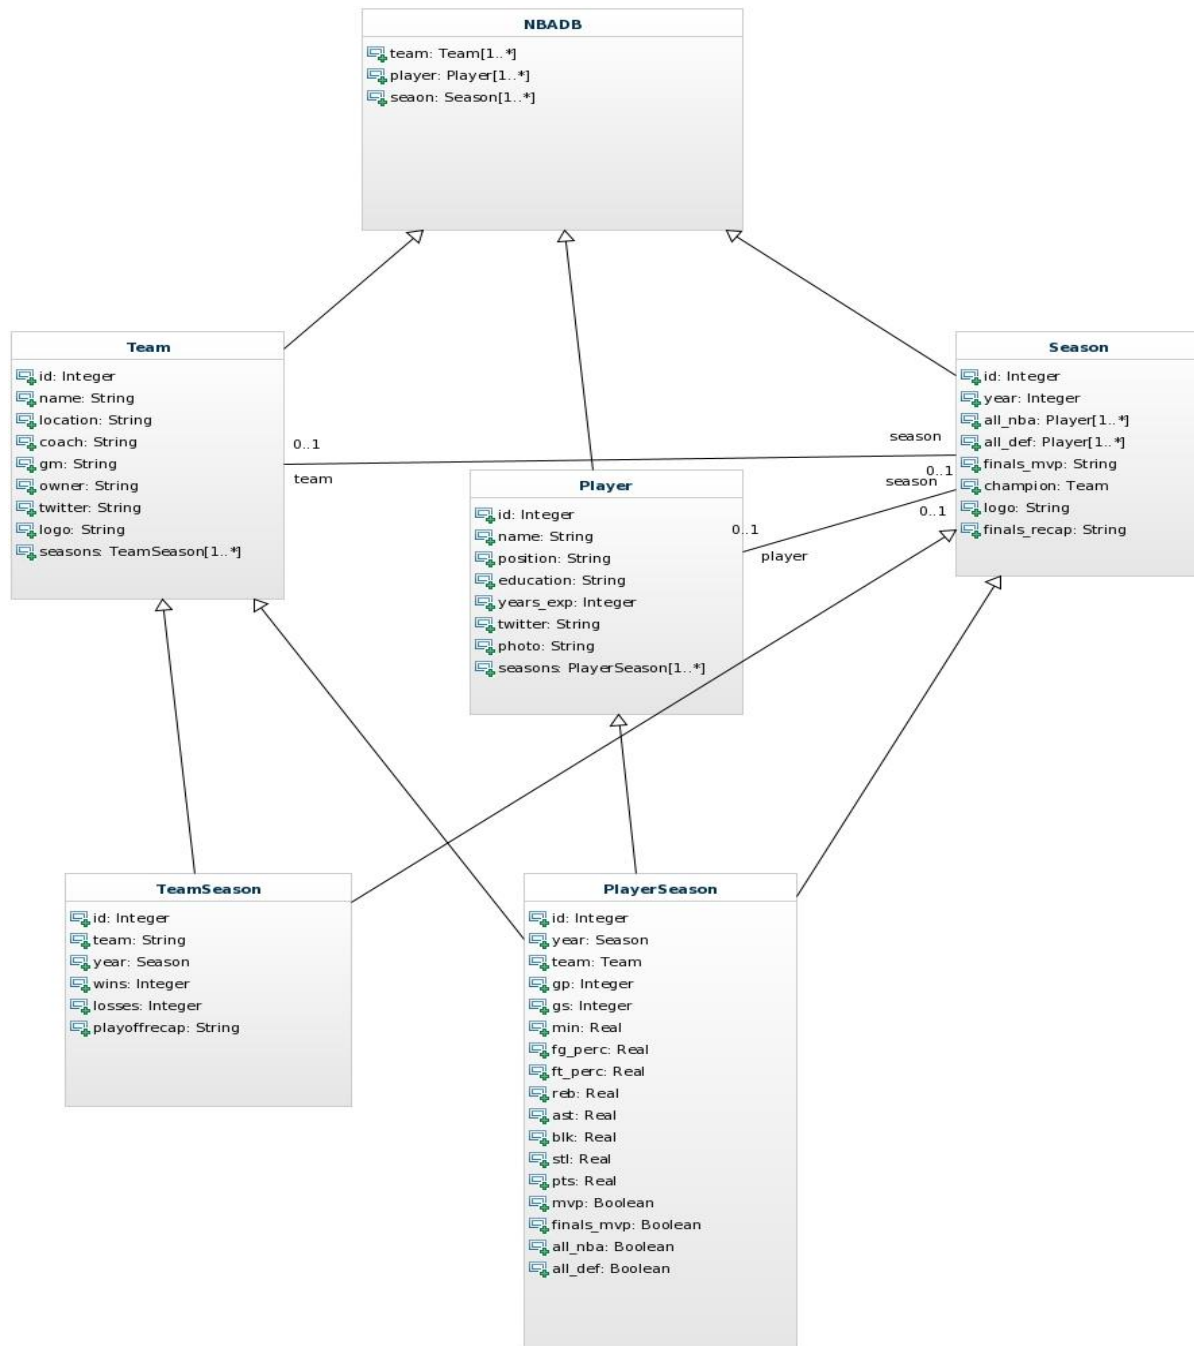 NBADB
team: Team[1..*]
player: Player[1..*]
seaon: Season[1..*]
Team
id: Integer
name: String
location: String
coach: String
gm: String
owner: String
twitter: String
logo: String
seasons: TeamSeason[1..*]
0..1
team
season
0..1
Season
id: Integer
year: Integer
all_nba: Player[1..*]
all_def: Player[1..*]
finals_mvp: String
champion: Team
logo: String
finals_recap: String
Player
id: Integer
name: String
position: String
education: String
years_exp: Integer
twitter: String
photo: String
seasons: PlayerSeason[1..*]
season
0..1
0..1
player
TeamSeason
id: Integer
team: String
year: Season
wins: Integer
losses: Integer
playoffrecap: String
PlayerSeason
id: Integer
year: Season
team: Team
gp: Integer
gs: Integer
min: Real
fg_perc: Real
ft_perc: Real
reb: Real
ast: Real
blk: Real
stl: Real
pts: Real
mvp: Boolean
finals_mvp: Boolean
all_nba: Boolean
all_def: Boolean